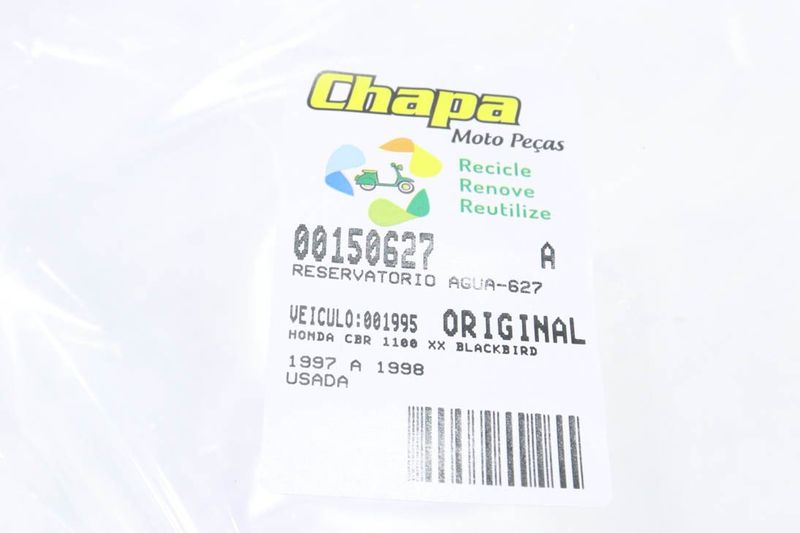 Chapa
Moto Peças
Recicle
Renove
Reutilize
00150627 A
RESERVATORIO AGUA-627
VEICULO:001995 ORIGINAL
HONDA CBR 1100 XX BLACKBIRD
1997 A 1998
USADA